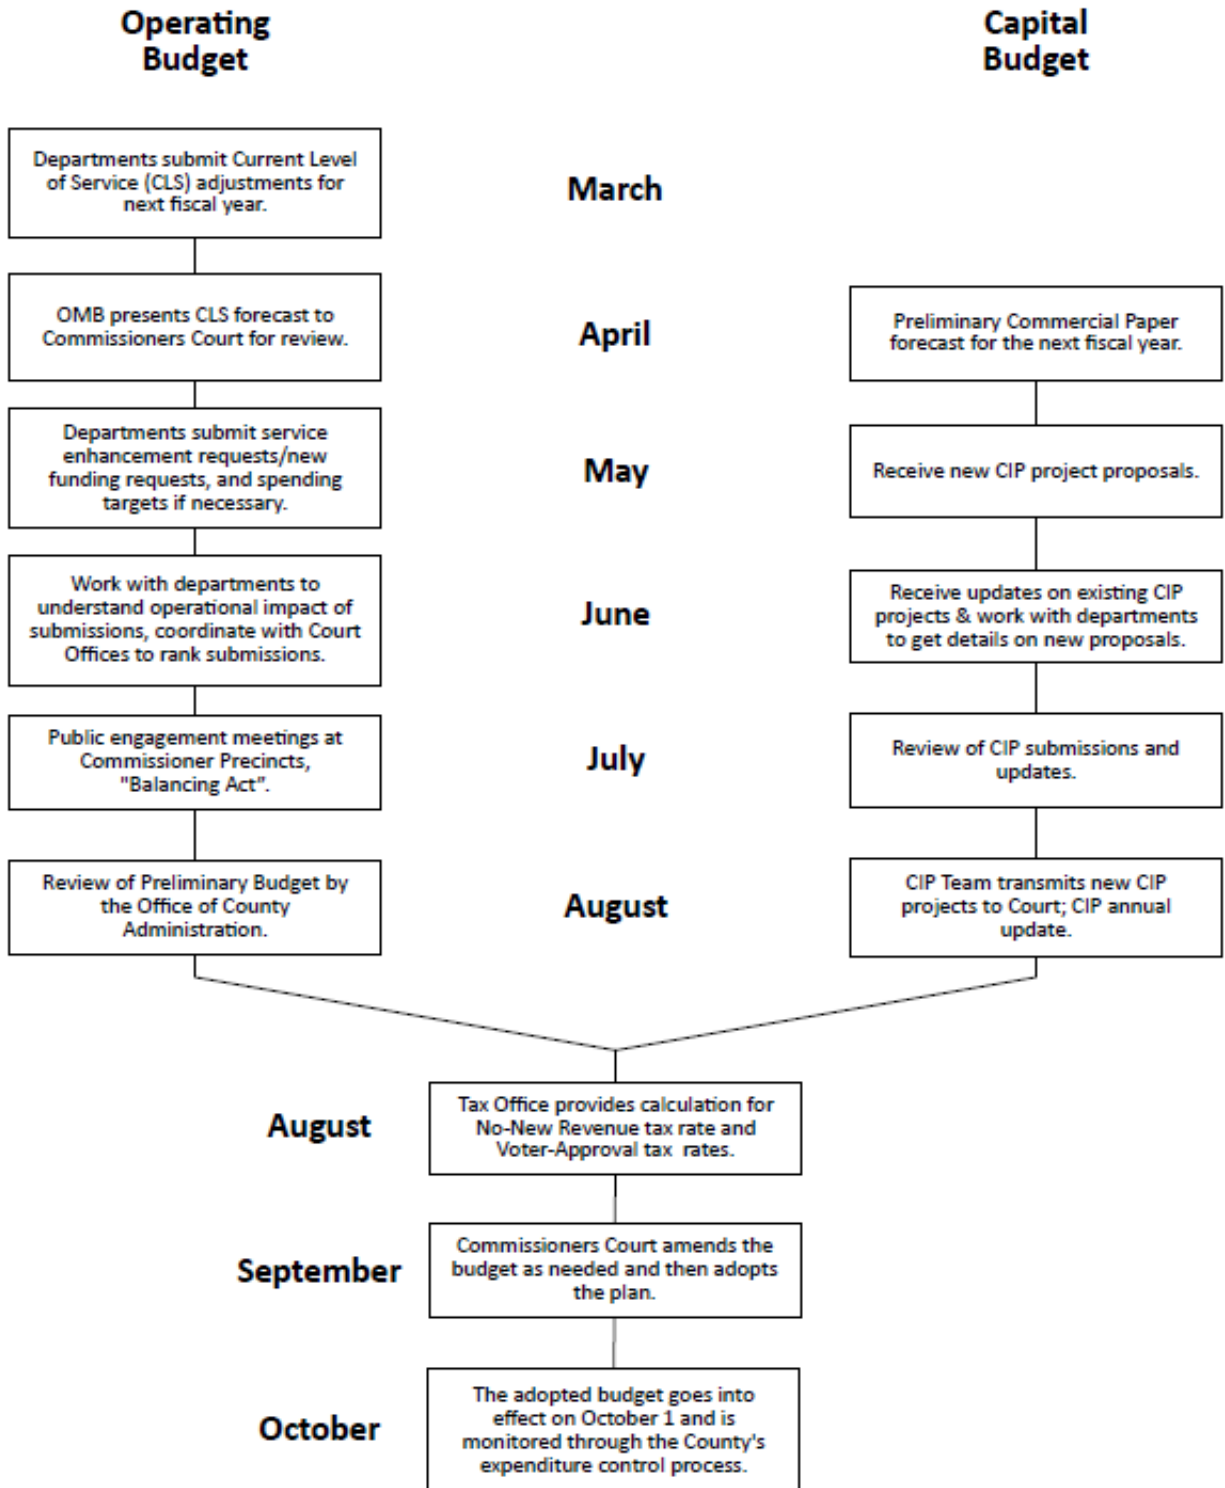 Operating
Budget
Capital
Budget
Departments submit Current Level
of Service (CLS) adjustments for
next fiscal year.
March
OMB presents CLS forecast to
Commissioners Court for review.
April
Preliminary Commercial Paper
forecast for the next fiscal year.
Departments submit service
enhancement requests/new
funding requests, and spending
targets if necessary.
May
Receive new CIP project proposals.
Work with departments to
understand operational impact of
submissions, coordinate with Court
Offices to rank submissions.
June
Receive updates on existing CIP
projects & work with departments
to get details on new proposals.
Public engagement meetings at
Commissioner Precincts,
"Balancing Act”.
July
Review of CIP submissions and
updates.
Review of Preliminary Budget by
the Office of County
Administration.
August
CIP Team transmits new CIP
projects to Court; CIP annual
update.
August
Tax Office provides calculation for
No-New Revenue tax rate and
Voter-Approval tax rates.
September
Commissioners Court amends the
budget as needed and then adopts
the plan.
October
The adopted budget goes into
effect on October 1 and is
monitored through the County's
expenditure control process.